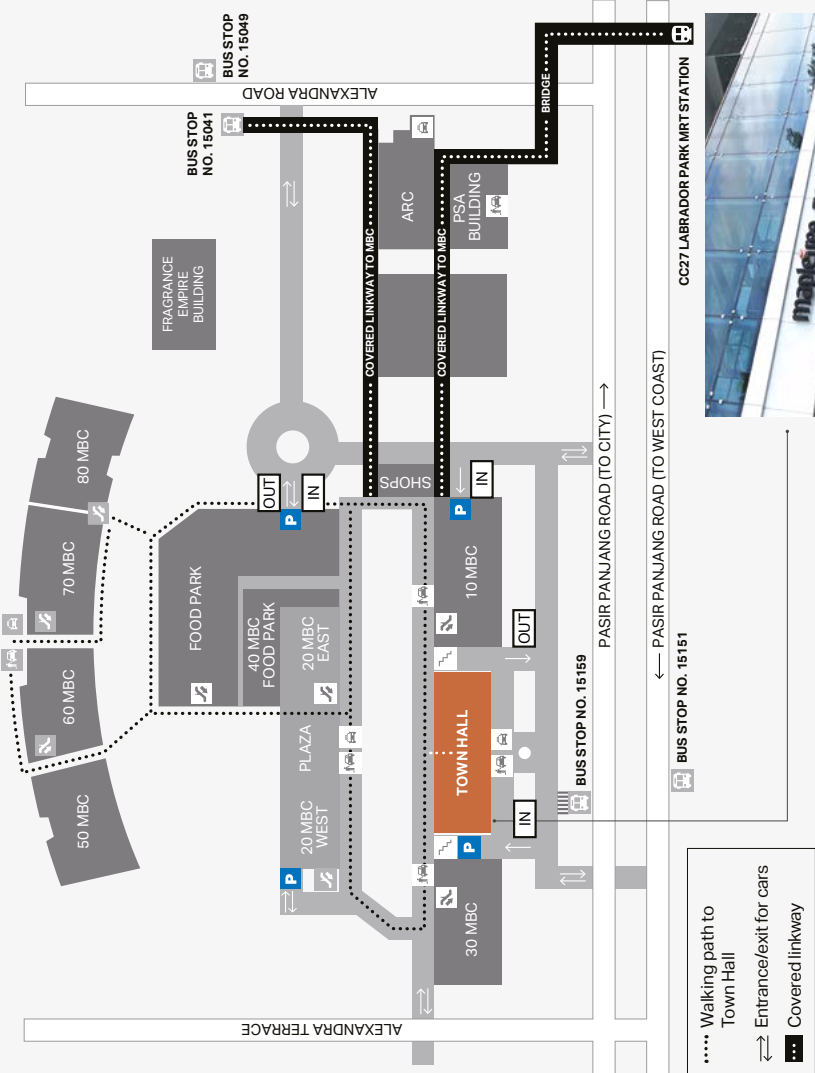 BUS STOP
NO. 15049
ALEXANDRA ROAD
BUS STOP
NO. 15041
BRIDGE
CC27 LABRADOR PARK MRT STATION
COVERED LINKWAY TO MBC
COVERED LINKWAY TO MBC
ARC
PSA
BUILDING
FRAGRANCE
EMPIRE
BUILDING
80 MBC
70 MBC
60 MBC
50 MBC
OUT
IN
P
SHOPS
IN
P
FOOD PARK
40 MBC
FOOD PARK
20 MBC
EAST
PLAZA
20 MBC
WEST
P
10 MBC
OUT
TOWN HALL
IN
P
30 MBC
BUS STOP NO. 15159
BUS STOP NO. 15151
PASIR PANJANG ROAD (TO CITY) →
← PASIR PANJANG ROAD (TO WEST COAST)
ALEXANDRA TERRACE
Walking path to
Town Hall
Entrance/exit for cars
Covered linkway